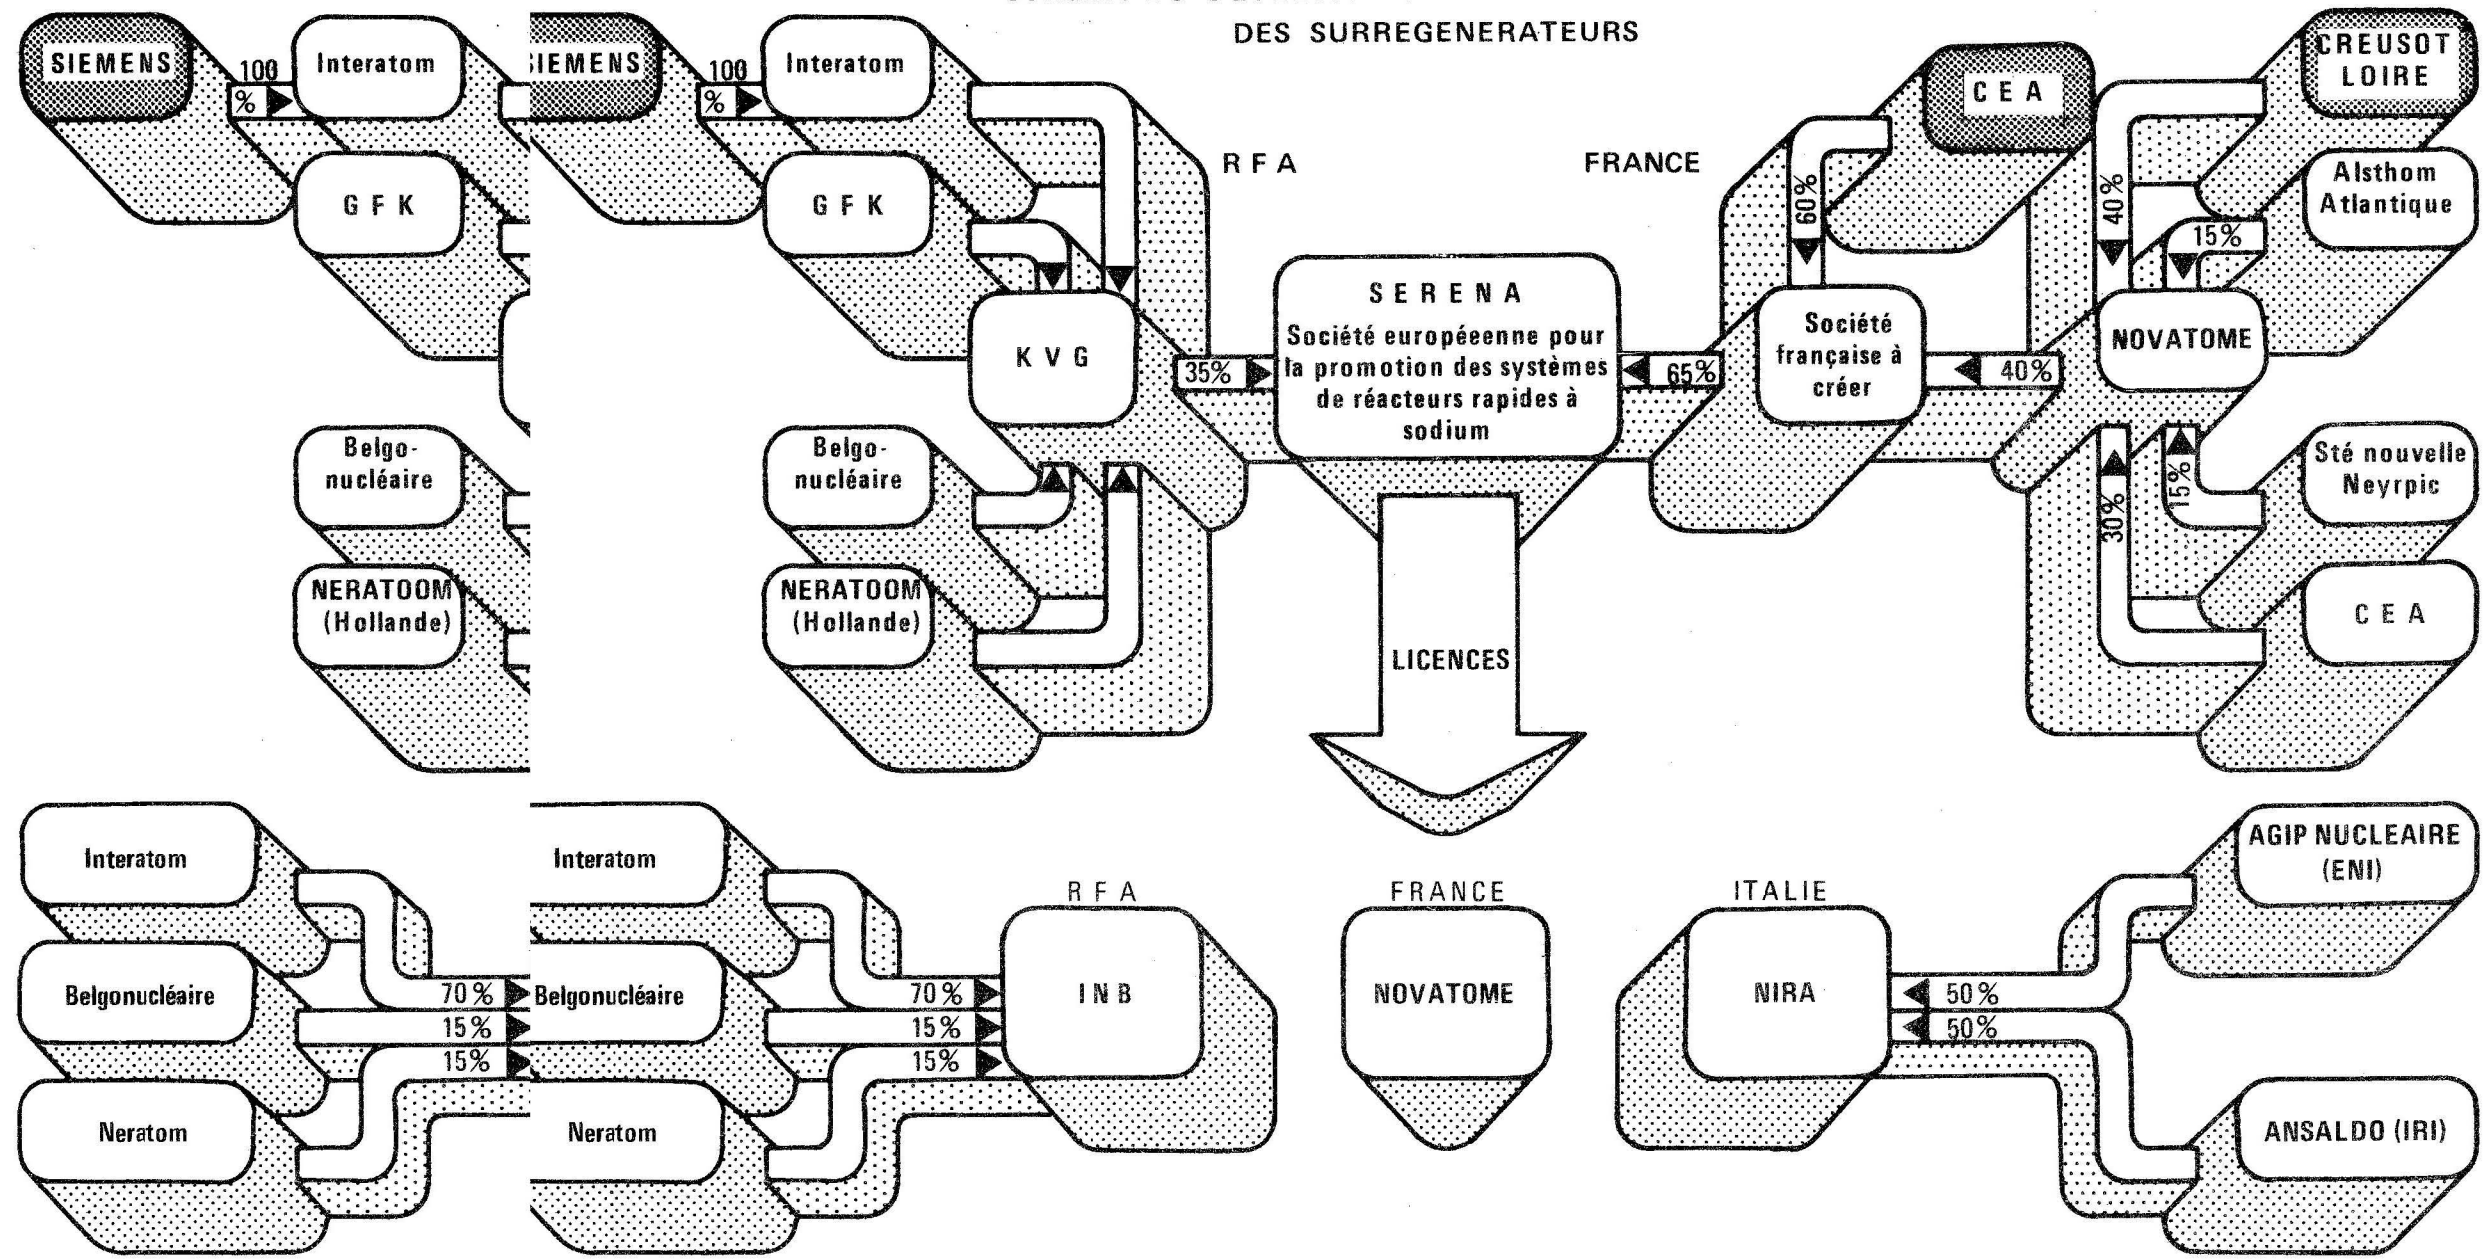 DES SURREGENERATEURS
SIEMENS
100
%
Interatom
G F K
Belgo-
nucléaire
NERATOOM
(Hollande)
IEMENS
100
%
Interatom
G F K
K V G
Belgo-
nucléaire
NERATOOM
(Hollande)
R F A
35%
S E R E N A
Société européeenne pour
la promotion des systèmes
de réacteurs rapides à
sodium
LICENCES
FRANCE
65%
60%
C E A
Société
française à
créer
40%
40%
CREUSOT
LOIRE
Alsthom
Atlantique
15%
NOVATOME
30%
15%
Sté nouvelle
Neyrpic
C E A
Interatom
Belgonucléaire
Neratom
70%
15%
15%
Interatom
Belgonucléaire
Neratom
70%
15%
15%
R F A
I N B
FRANCE
NOVATOME
ITALIE
NIRA
50%
50%
AGIP NUCLEAIRE
(ENI)
ANSALDO (IRI)